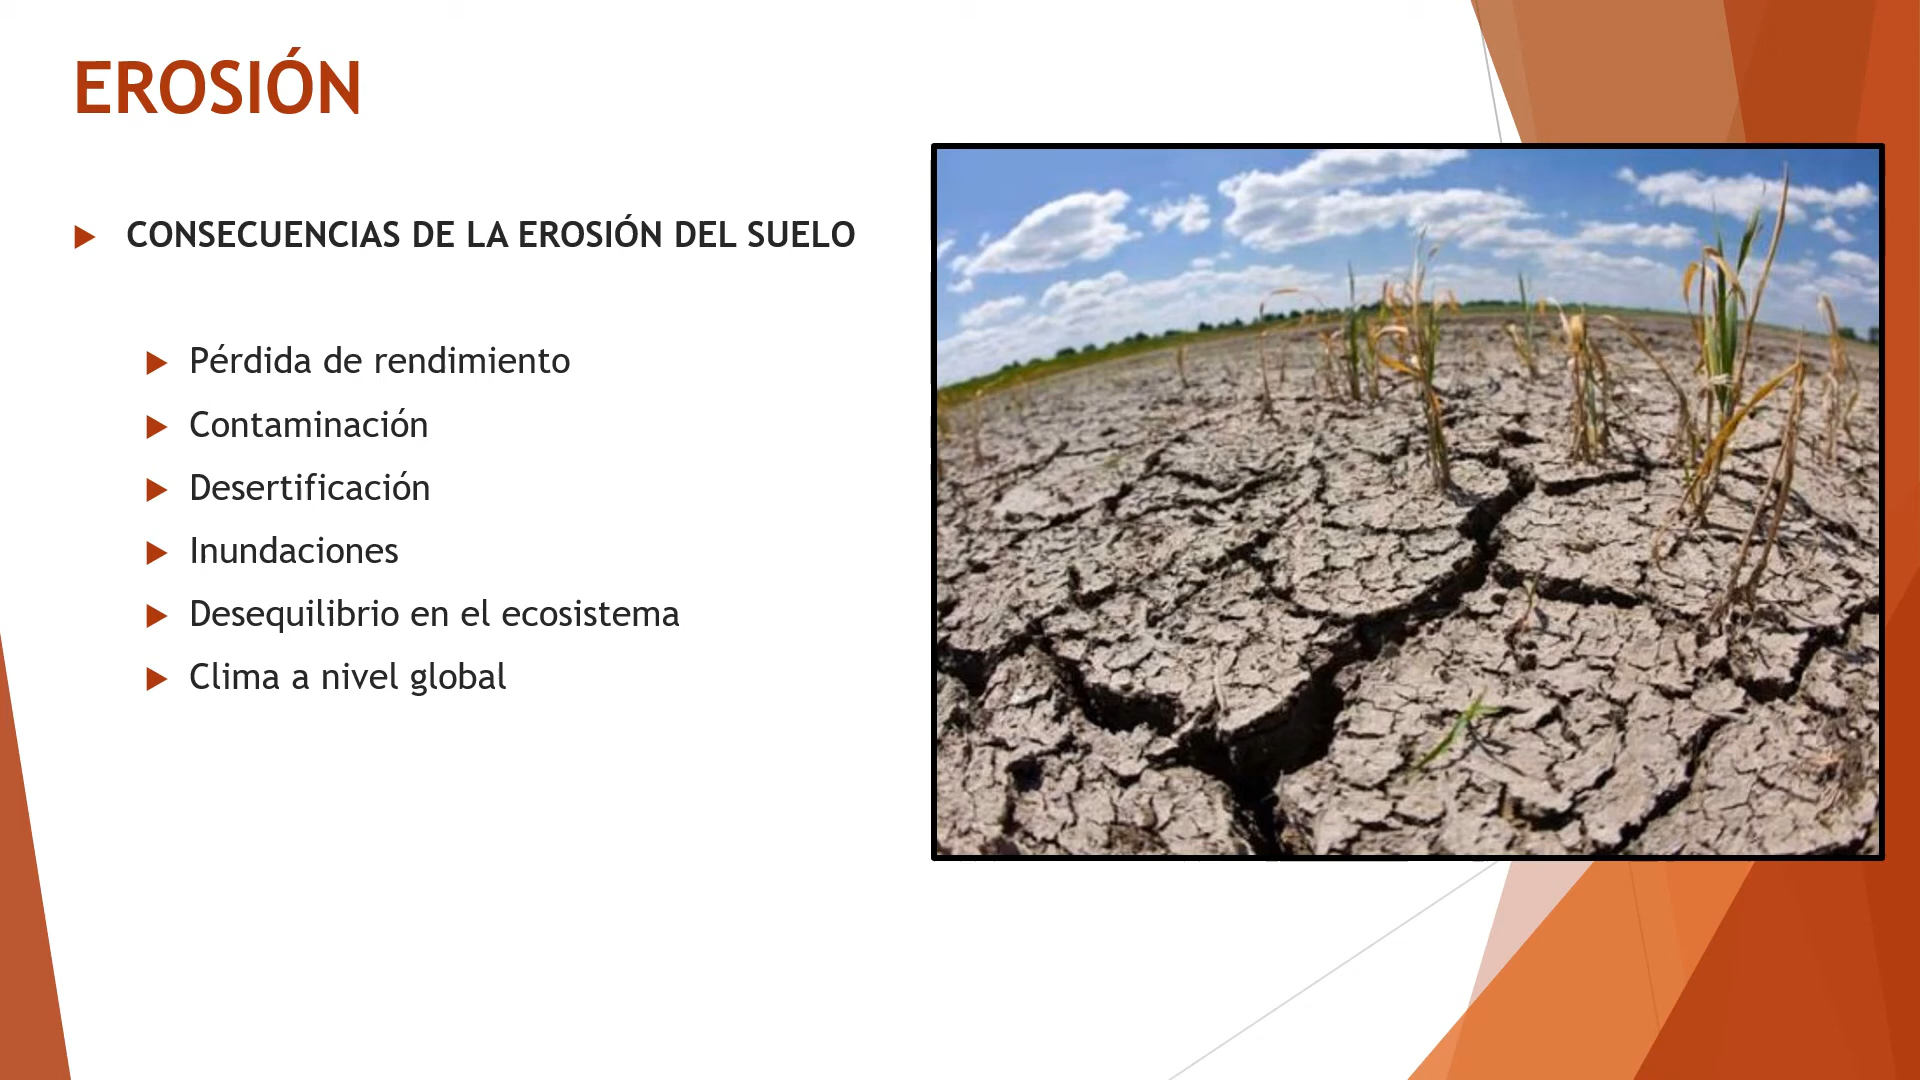 EROSIÓN
CONSECUENCIAS DE LA EROSIÓN DEL SUELO
Pérdida de rendimiento
Contaminación
Desertificación
Inundaciones
Desequilibrio en el ecosistema
Clima a nivel global